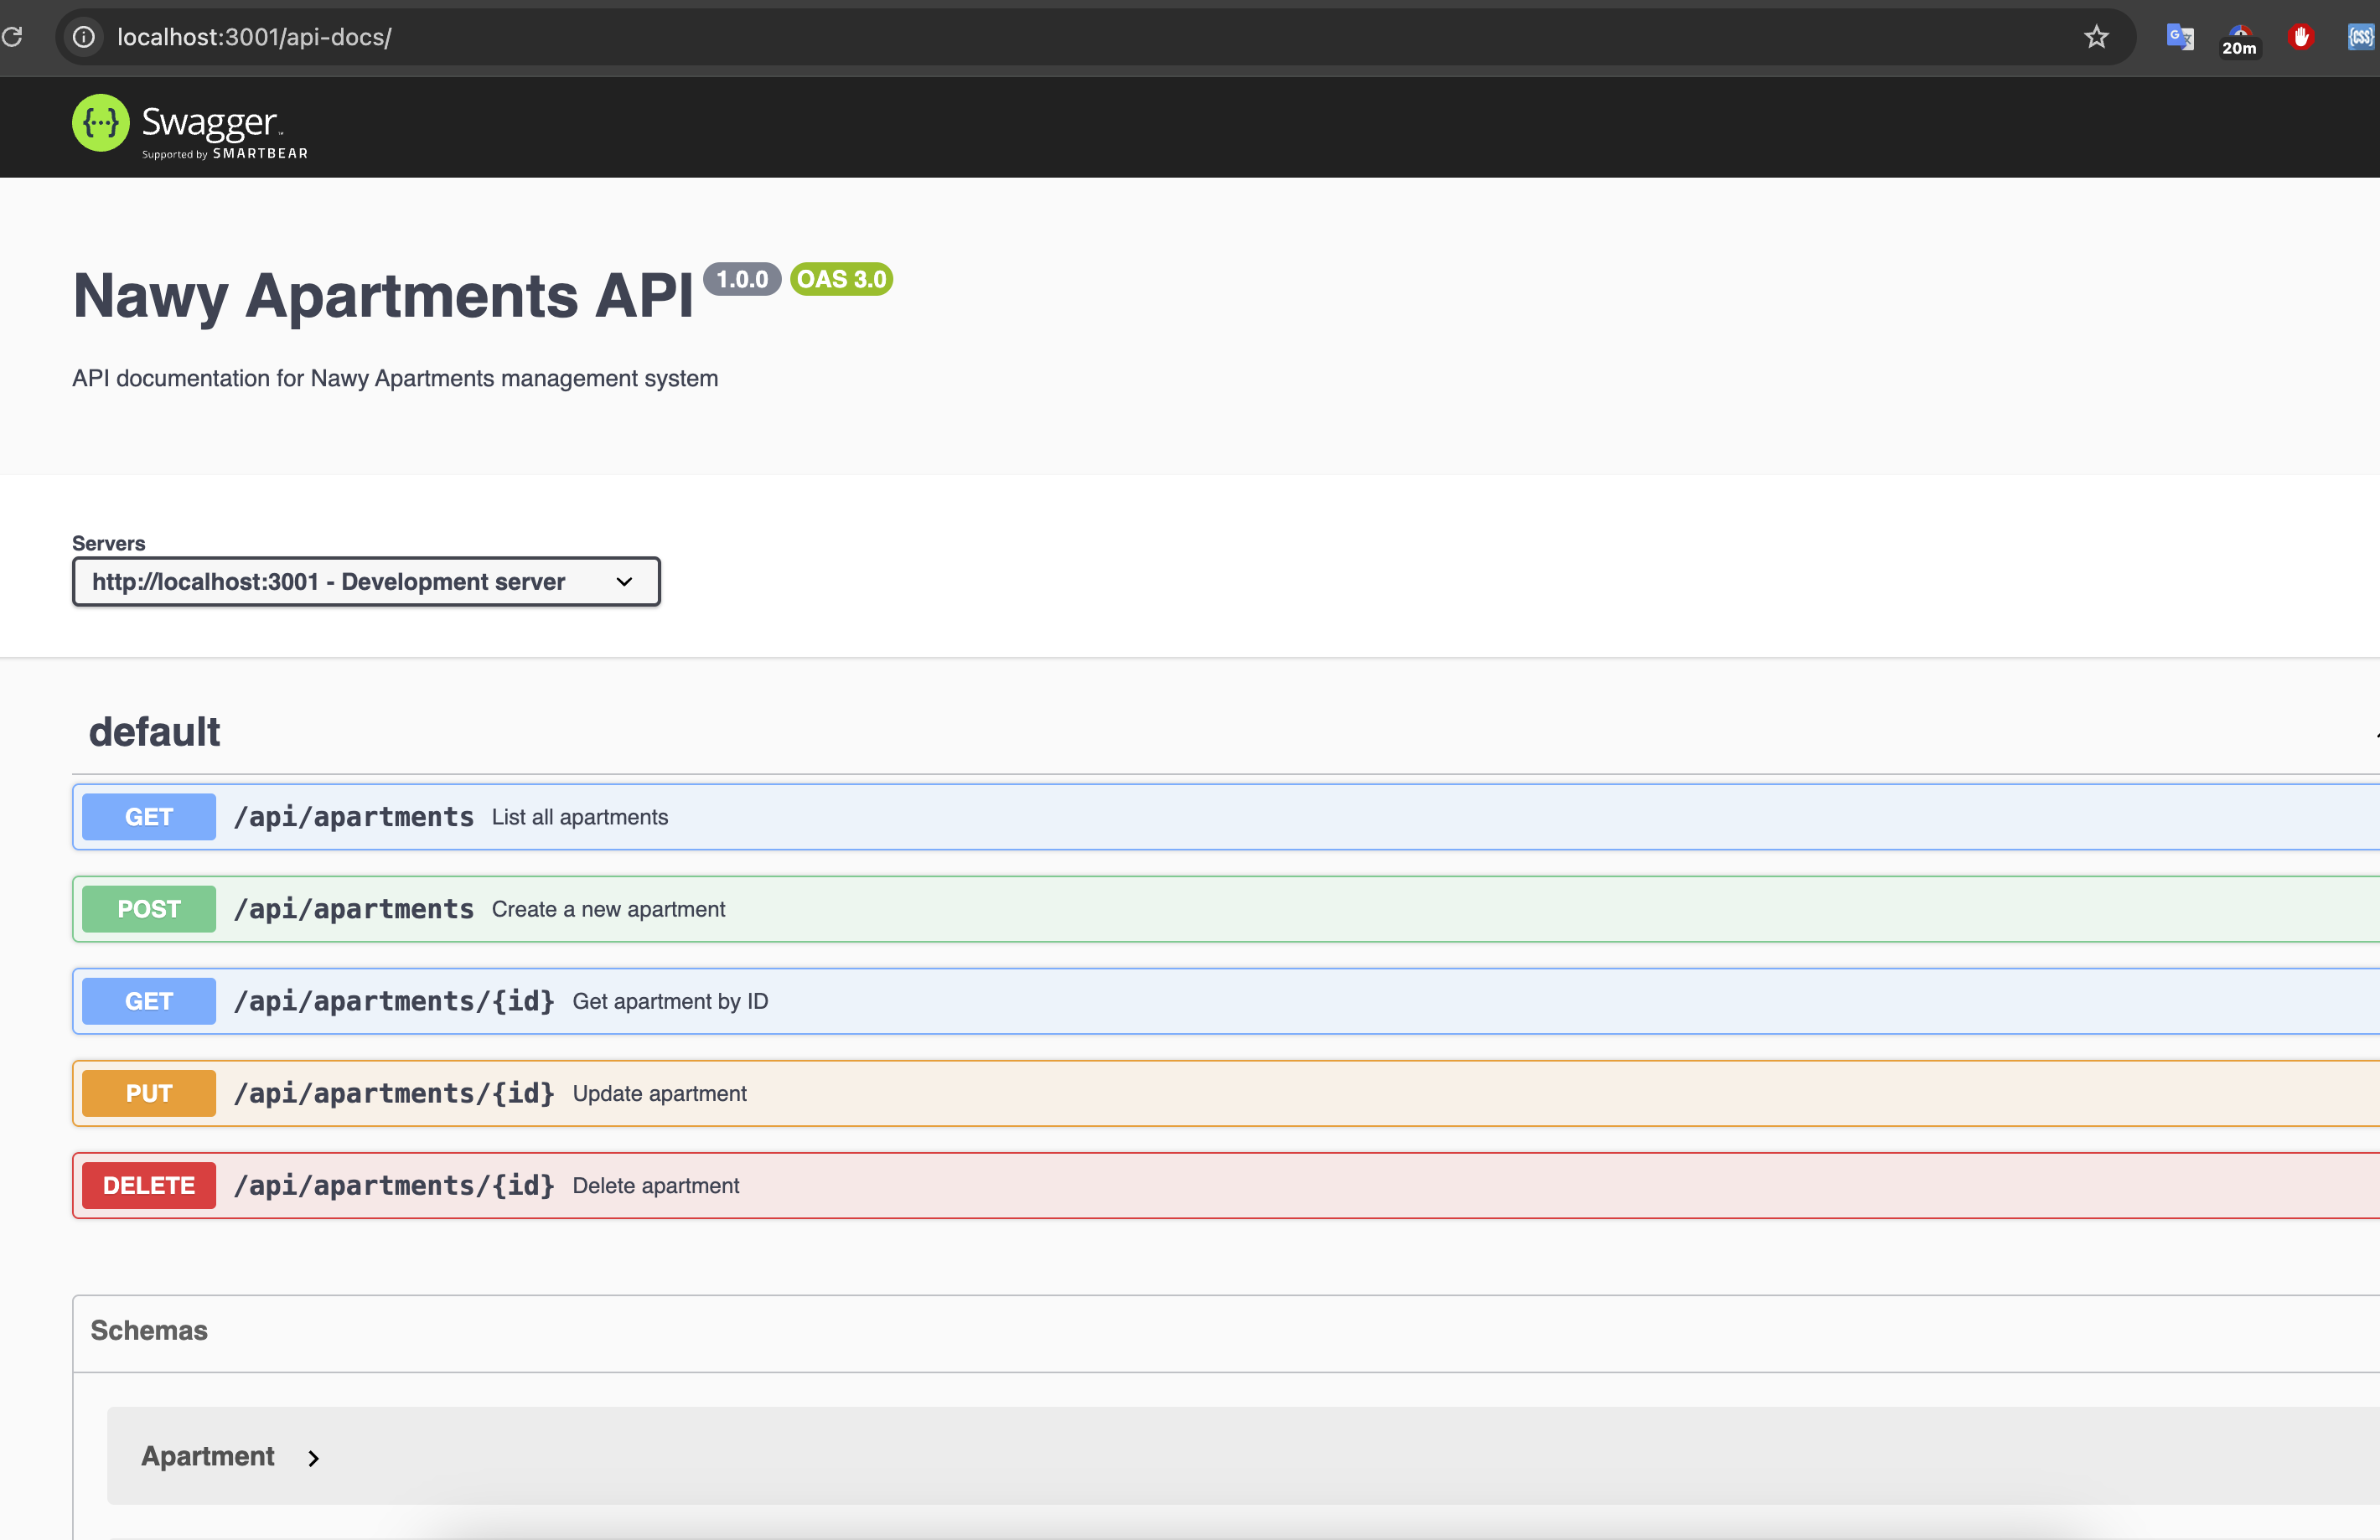 localhost:3001/api-docs/
20m
{CSS}
{···} Swagger™
Supported by SMARTBEAR
Nawy Apartments API 1.0.0 OAS 3.0
API documentation for Nawy Apartments management system
Servers
http://localhost:3001 - Development server
default
GET /api/apartments List all apartments
POST /api/apartments Create a new apartment
GET /api/apartments/{id} Get apartment by ID
PUT /api/apartments/{id} Update apartment
DELETE /api/apartments/{id} Delete apartment
Schemas
Apartment